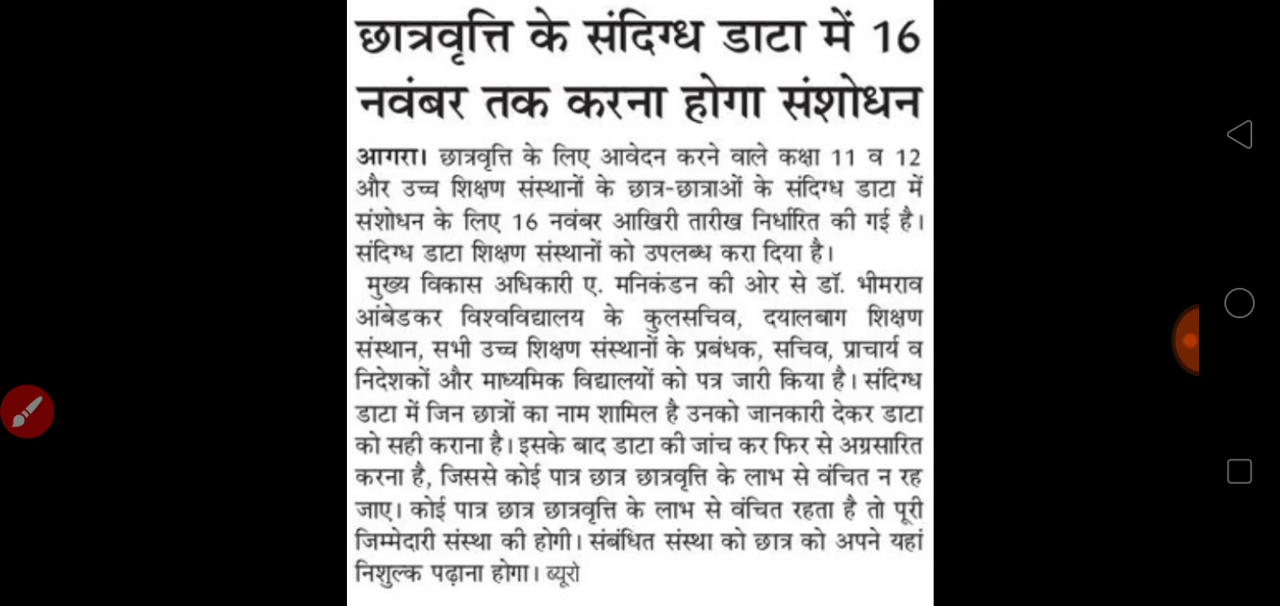 छात्रवृत्ति के संदिग्ध डाटा में 16
नवंबर तक करना होगा संशोधन
आगरा। छात्रवृत्ति के लिए आवेदन करने वाले कक्षा 11 व 12
और उच्च शिक्षण संस्थानों के छात्र-छात्राओं के संदिग्ध डाटा में
संशोधन के लिए 16 नवंबर आखिरी तारीख निर्धारित की गई है।
संदिग्ध डाटा शिक्षण संस्थानों को उपलब्ध करा दिया है।
मुख्य विकास अधिकारी ए. मनिकंडन की ओर से डॉ. भीमराव
आंबेडकर विश्वविद्यालय के कुलसचिव, दयालबाग शिक्षण
संस्थान, सभी उच्च शिक्षण संस्थानों के प्रबंधक, सचिव, प्राचार्य व
निदेशकों और माध्यमिक विद्यालयों को पत्र जारी किया है। संदिग्ध
डाटा में जिन छात्रों का नाम शामिल है उनको जानकारी देकर डाटा
को सही कराना है। इसके बाद डाटा की जांच कर फिर से अग्रसारित
करना है, जिससे कोई पात्र छात्र छात्रवृत्ति के लाभ से वंचित न रह
जाए। कोई पात्र छात्र छात्रवृत्ति के लाभ से वंचित रहता है तो पूरी
जिम्मेदारी संस्था की होगी। संबंधित संस्था को छात्र को अपने यहां
निशुल्क पढ़ाना होगा। ब्यूरो